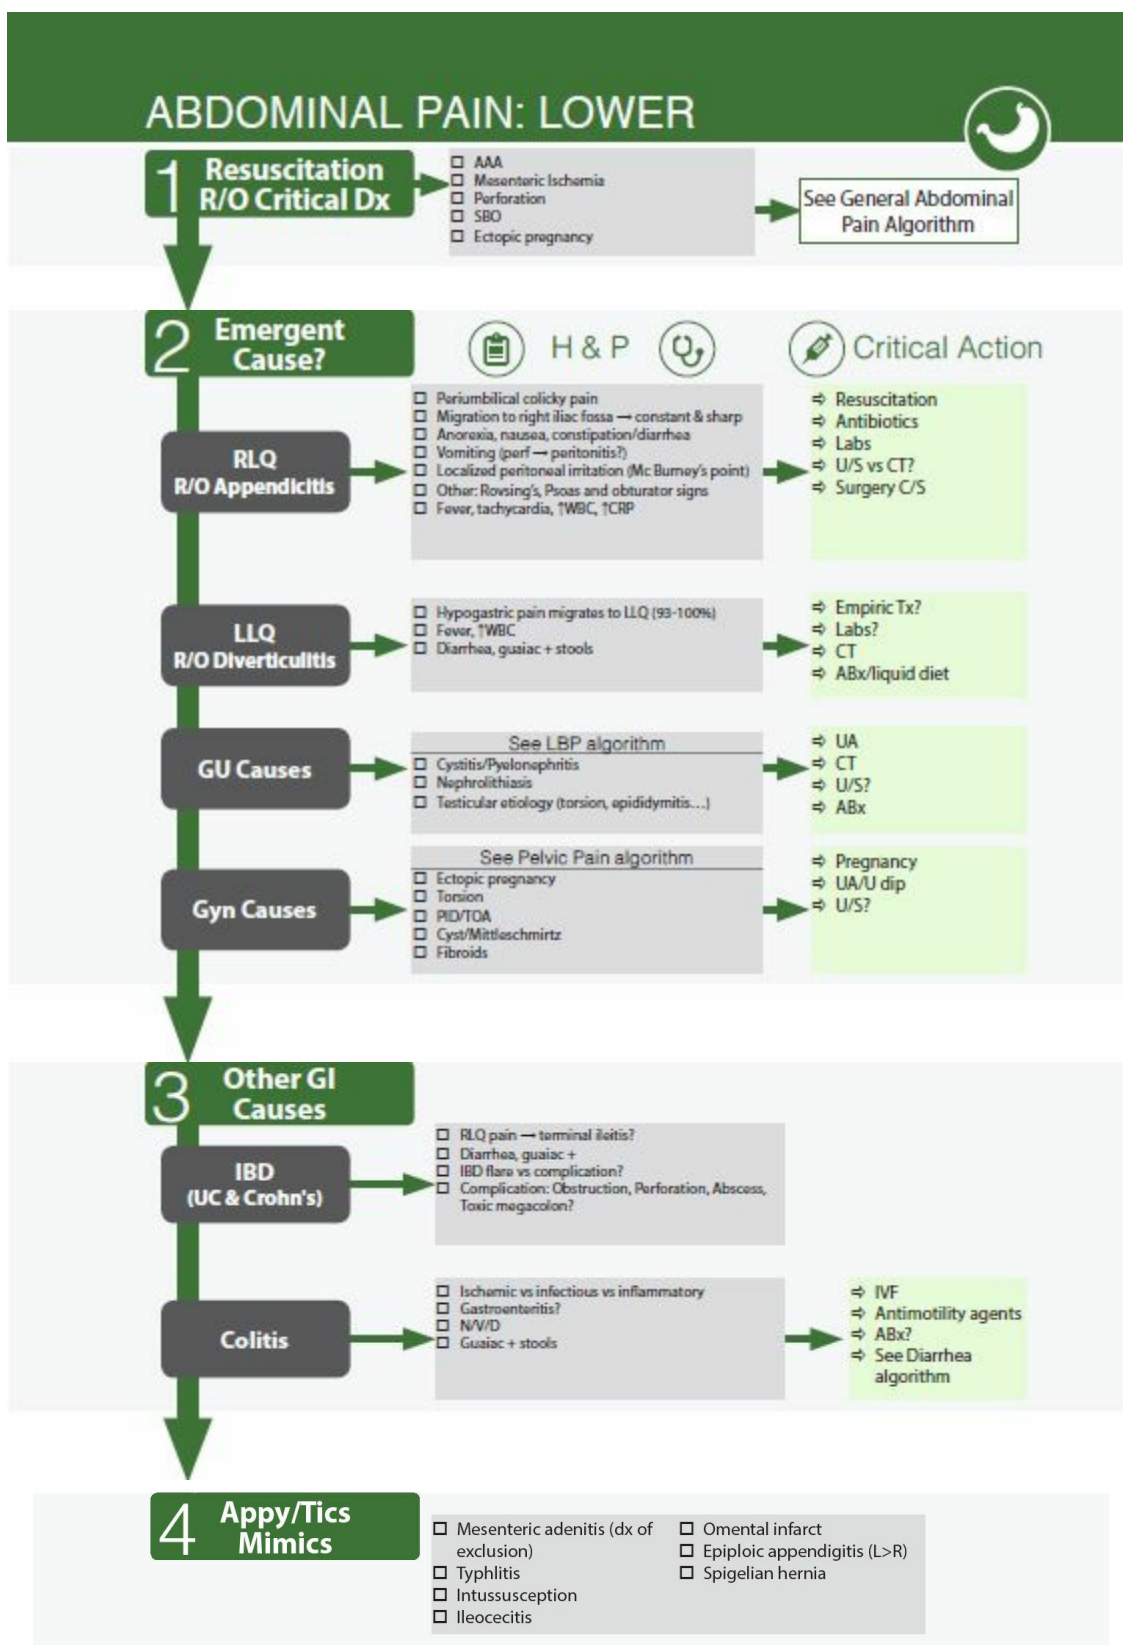 ABDOMINAL PAIN: LOWER
1 Resuscitation
R/O Critical Dx
☐ AAA
☐ Mesenteric Ischemia
☐ Perforation
☐ SBO
☐ Ectopic pregnancy
See General Abdominal
Pain Algorithm
2 Emergent
Cause?
H & P
Critical Action
RLQ
R/O Appendicitis
☐ Periumbilical colicky pain
☐ Migration to right iliac fossa → constant & sharp
☐ Anorexia, nausea, constipation/diarrhea
☐ Vomiting (perf → peritonitis?)
☐ Localized peritoneal irritation (Mc Burney's point)
☐ Other: Rovsing's, Psoas and obturator signs
☐ Fever, tachycardia, ↑WBC, ↑CRP
⇨ Resuscitation
⇨ Antibiotics
⇨ Labs
⇨ U/S vs CT?
⇨ Surgery C/S
LLQ
R/O Diverticulitis
☐ Hypogastric pain migrates to LLQ (93-100%)
☐ Fever, ↑WBC
☐ Diarrhea, guaiac + stools
⇨ Empiric Tx?
⇨ Labs?
⇨ CT
⇨ ABx/liquid diet
GU Causes
See LBP algorithm
☐ Cystitis/Pyelonephritis
☐ Nephrolithiasis
☐ Testicular etiology (torsion, epididymitis...)
⇨ UA
⇨ CT
⇨ U/S?
⇨ ABx
Gyn Causes
See Pelvic Pain algorithm
☐ Ectopic pregnancy
☐ Torsion
☐ PID/TOA
☐ Cyst/Mittleschmirtz
☐ Fibroids
⇨ Pregnancy
⇨ UA/U dip
⇨ U/S?
3 Other GI
Causes
IBD
(UC & Crohn's)
☐ RLQ pain → terminal ileitis?
☐ Diarrhea, guaiac +
☐ IBD flare vs complication?
☐ Complication: Obstruction, Perforation, Abscess,
Toxic megacolon?
Colitis
☐ Ischemic vs infectious vs inflammatory
☐ Gastroenteritis?
☐ N/V/D
☐ Guaiac + stools
⇨ IVF
⇨ Antimotility agents
⇨ ABx?
⇨ See Diarrhea
algorithm
4 Appy/Tics
Mimics
☐ Mesenteric adenitis (dx of
exclusion)
☐ Typhlitis
☐ Intussusception
☐ Ileocecitis
☐ Omental infarct
☐ Epiploic appendigitis (L>R)
☐ Spigelian hernia